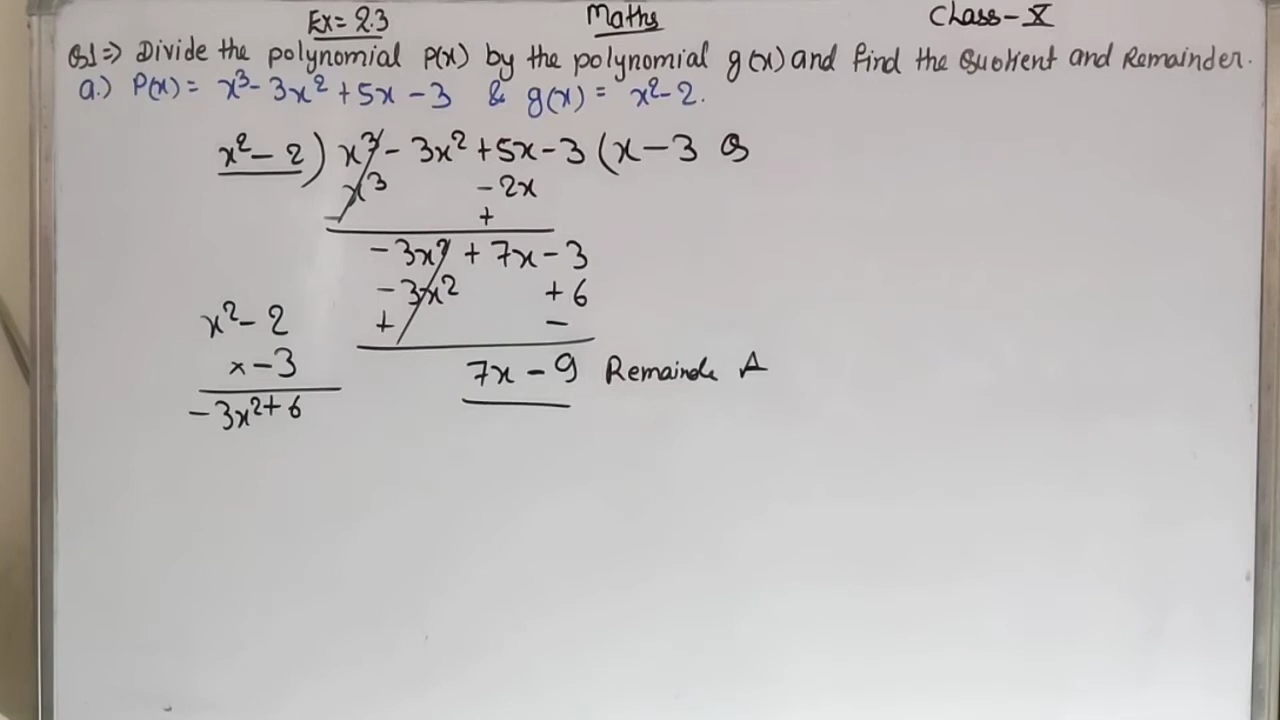 Ex = 2.3 Maths Class - X
Q1 ⇒ Divide the polynomial P(x) by the polynomial g(x) and find the Quotient and Remainder.
a.) P(x) = x³ - 3x² + 5x - 3 & g(x) = x² - 2.
x² - 2 ) x³ - 3x² + 5x - 3 ( x - 3 Q
x³ - 2x
- +
- 3x² + 7x - 3
- 3x² + 6
+ -
x² - 2
x - 3
- 3x² + 6
7x - 9 Remainde A